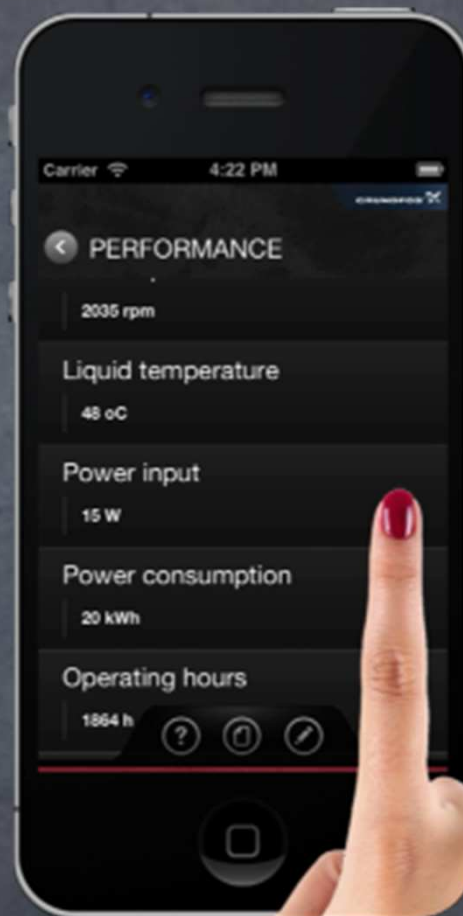 Carrier 4:22 PM
GRUNDFOS
PERFORMANCE
2035 rpm
Liquid temperature
48 oC
Power input
15 W
Power consumption
20 kWh
Operating hours
1864 h
?